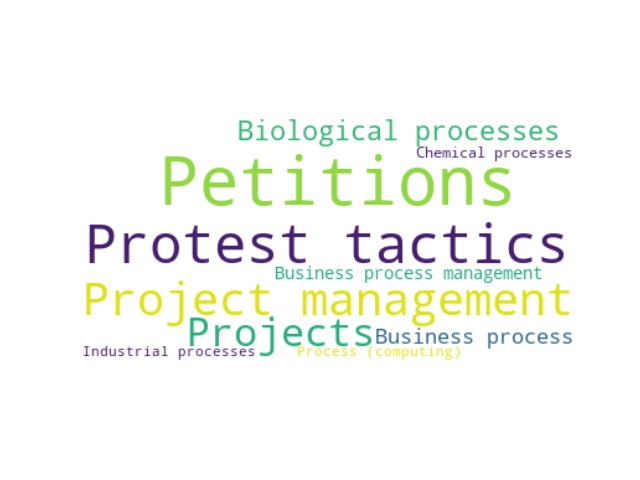 Biological processes
Chemical processes
Petitions
Protest tactics
Business process management
Project management
Projects
Business process
Industrial processes
Process (computing)